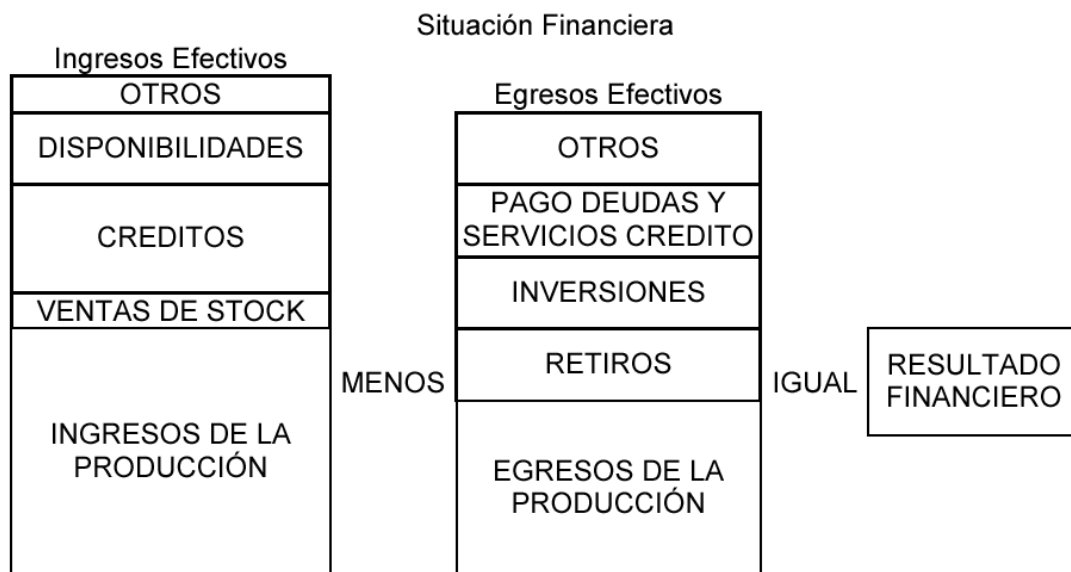 Situación Financiera
Ingresos Efectivos
OTROS
DISPONIBILIDADES
CREDITOS
VENTAS DE STOCK
INGRESOS DE LA
PRODUCCIÓN
MENOS
Egresos Efectivos
OTROS
PAGO DEUDAS Y
SERVICIOS CREDITO
INVERSIONES
RETIROS
EGRESOS DE LA
PRODUCCIÓN
IGUAL
RESULTADO
FINANCIERO